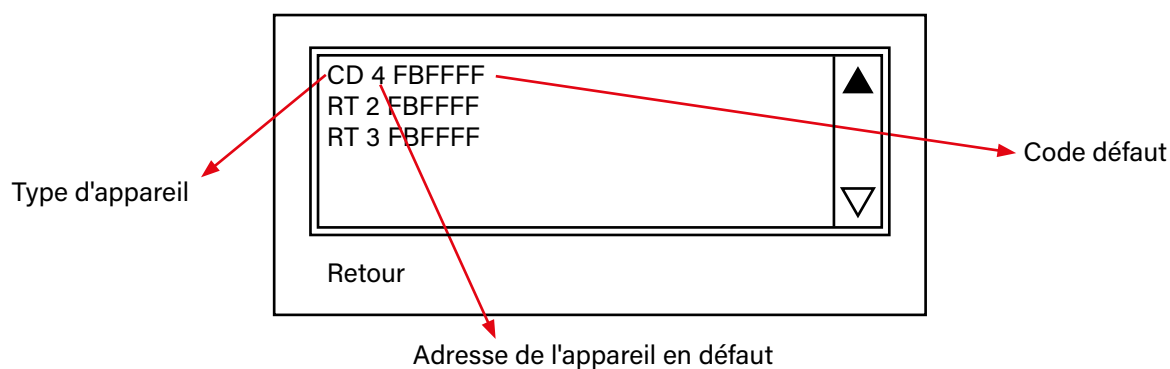 CD 4 FBFFFF
RT 2 FBFFFF
RT 3 FBFFFF
Code défaut
Type d'appareil
Retour
Adresse de l'appareil en défaut